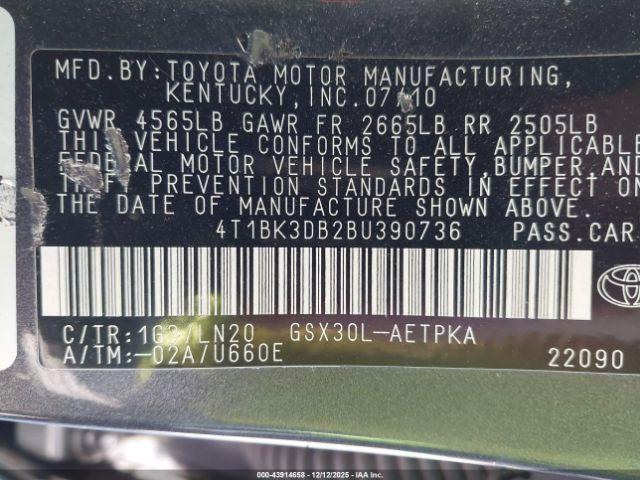 MFD.BY:TOYOTA MOTOR MANUFACTURING,
KENTUCKY, INC. 07/10
GVWR 4565LB GAWR FR 2665LB RR 2505LB
THIS VEHICLE CONFORMS TO ALL APPLICABLE
FEDERAL MOTOR VEHICLE SAFETY,BUMPER,AND
THEFT PREVENTION STANDARDS IN EFFECT ON
THE DATE OF MANUFACTURE SHOWN ABOVE.
4T1BK3DB2BU390736 PASS.CAR
C/TR:1G3/LN20 GSX30L-AETPKA
A/TM:-02A/U660E 22090
000-43914658 - 12/12/2025 - IAA Inc.